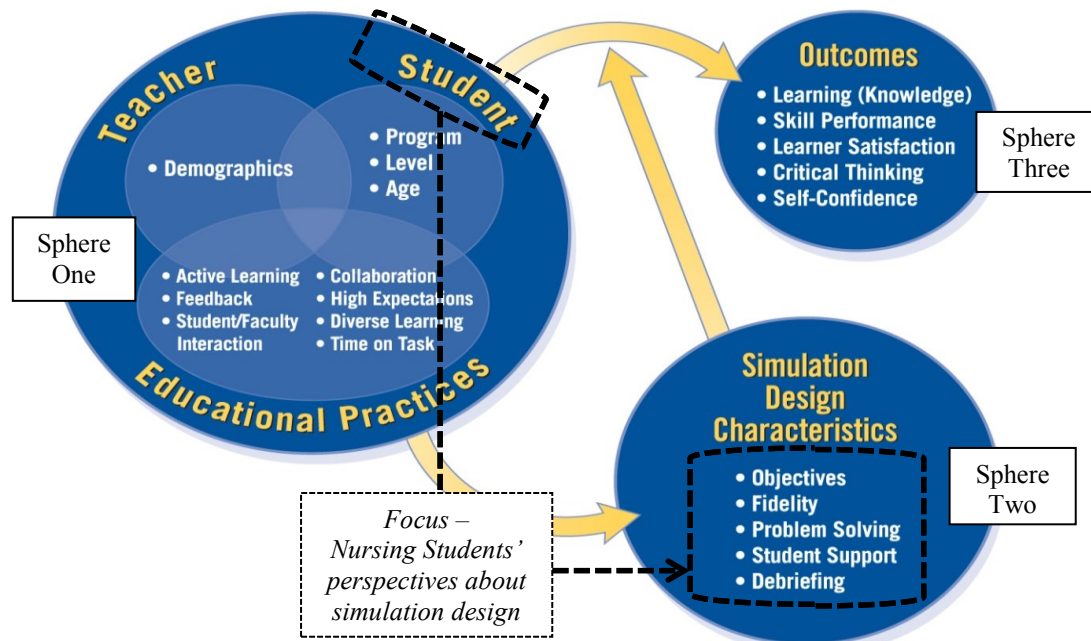 Teacher
Student
• Demographics
• Program
• Level
• Age
• Active Learning
• Feedback
• Student/Faculty
Interaction
• Collaboration
• High Expectations
• Diverse Learning
• Time on Task
Educational Practices
Sphere
One
Outcomes
• Learning (Knowledge)
• Skill Performance
• Learner Satisfaction
• Critical Thinking
• Self-Confidence
Sphere
Three
Simulation
Design
Characteristics
• Objectives
• Fidelity
• Problem Solving
• Student Support
• Debriefing
Sphere
Two
Focus –
Nursing Students’
perspectives about
simulation design